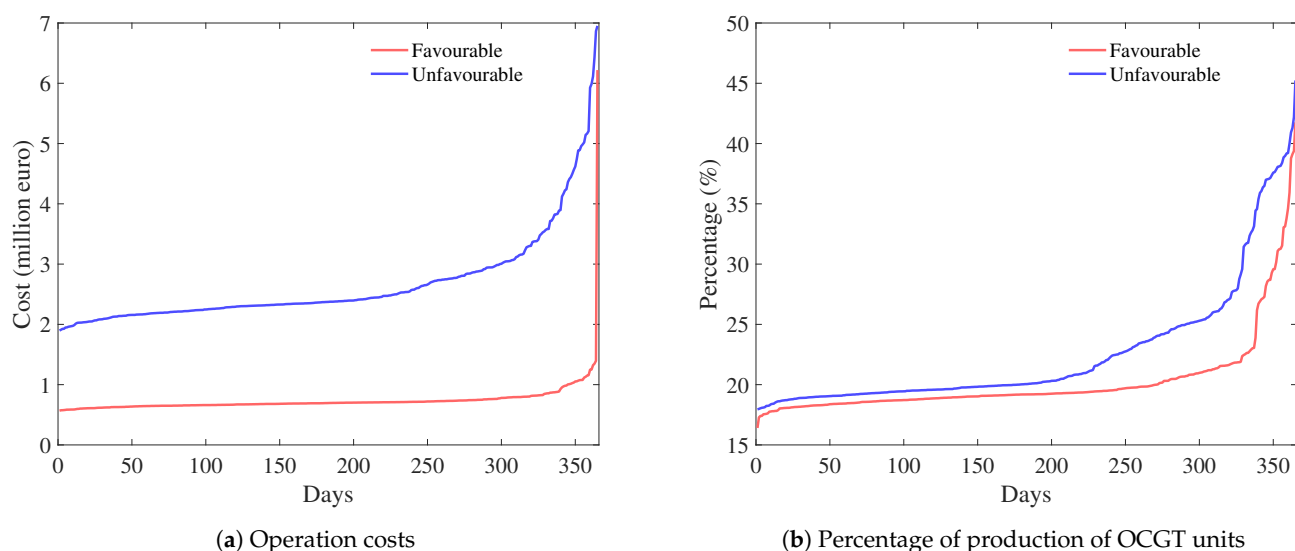 7
6
5
4
3
2
1
0
Cost (million euro)
0 50 100 150 200 250 300 350
Days
Favourable
Unfavourable
(a) Operation costs
50
45
40
35
30
25
20
15
Percentage (%)
0 50 100 150 200 250 300 350
Days
Favourable
Unfavourable
(b) Percentage of production of OCGT units